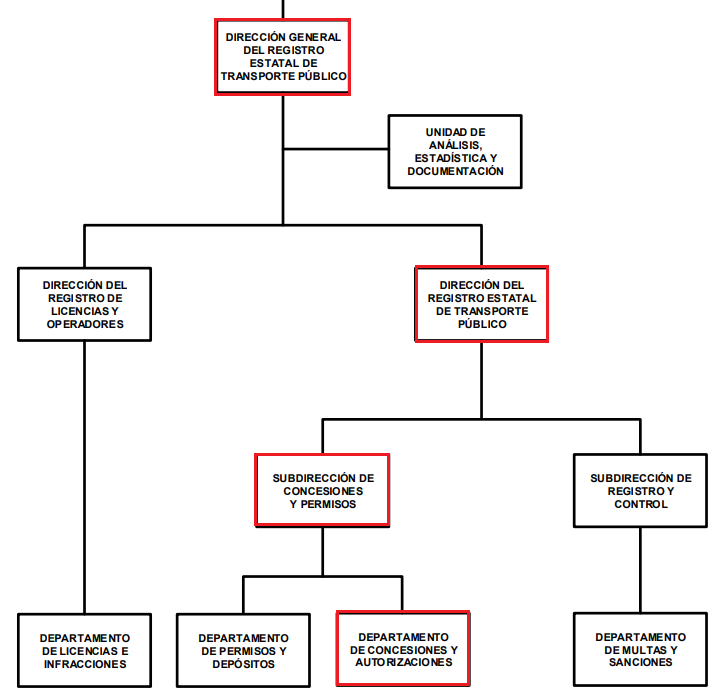 DIRECCIÓN GENERAL
DEL REGISTRO
ESTATAL DE
TRANSPORTE PÚBLICO
UNIDAD DE
ANÁLISIS,
ESTADÍSTICA Y
DOCUMENTACIÓN
DIRECCIÓN DEL
REGISTRO DE
LICENCIAS Y
OPERADORES
DIRECCIÓN DEL
REGISTRO ESTATAL
DE TRANSPORTE
PÚBLICO
SUBDIRECCIÓN DE
CONCESIONES
Y PERMISOS
SUBDIRECCIÓN DE
REGISTRO Y
CONTROL
DEPARTAMENTO
DE LICENCIAS E
INFRACCIONES
DEPARTAMENTO
DE PERMISOS Y
DEPÓSITOS
DEPARTAMENTO
DE CONCESIONES Y
AUTORIZACIONES
DEPARTAMENTO
DE MULTAS Y
SANCIONES